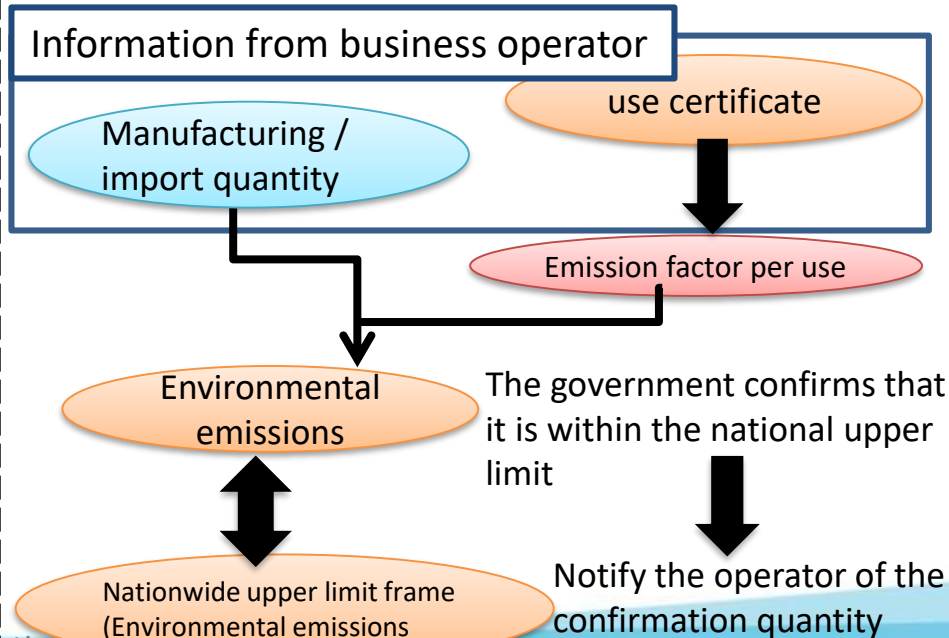 Information from business operator
use certificate
Manufacturing /
import quantity
Emission factor per use
Environmental
emissions
The government confirms that
it is within the national upper
limit
Nationwide upper limit frame
(Environmental emissions
Notify the operator of the
confirmation quantity